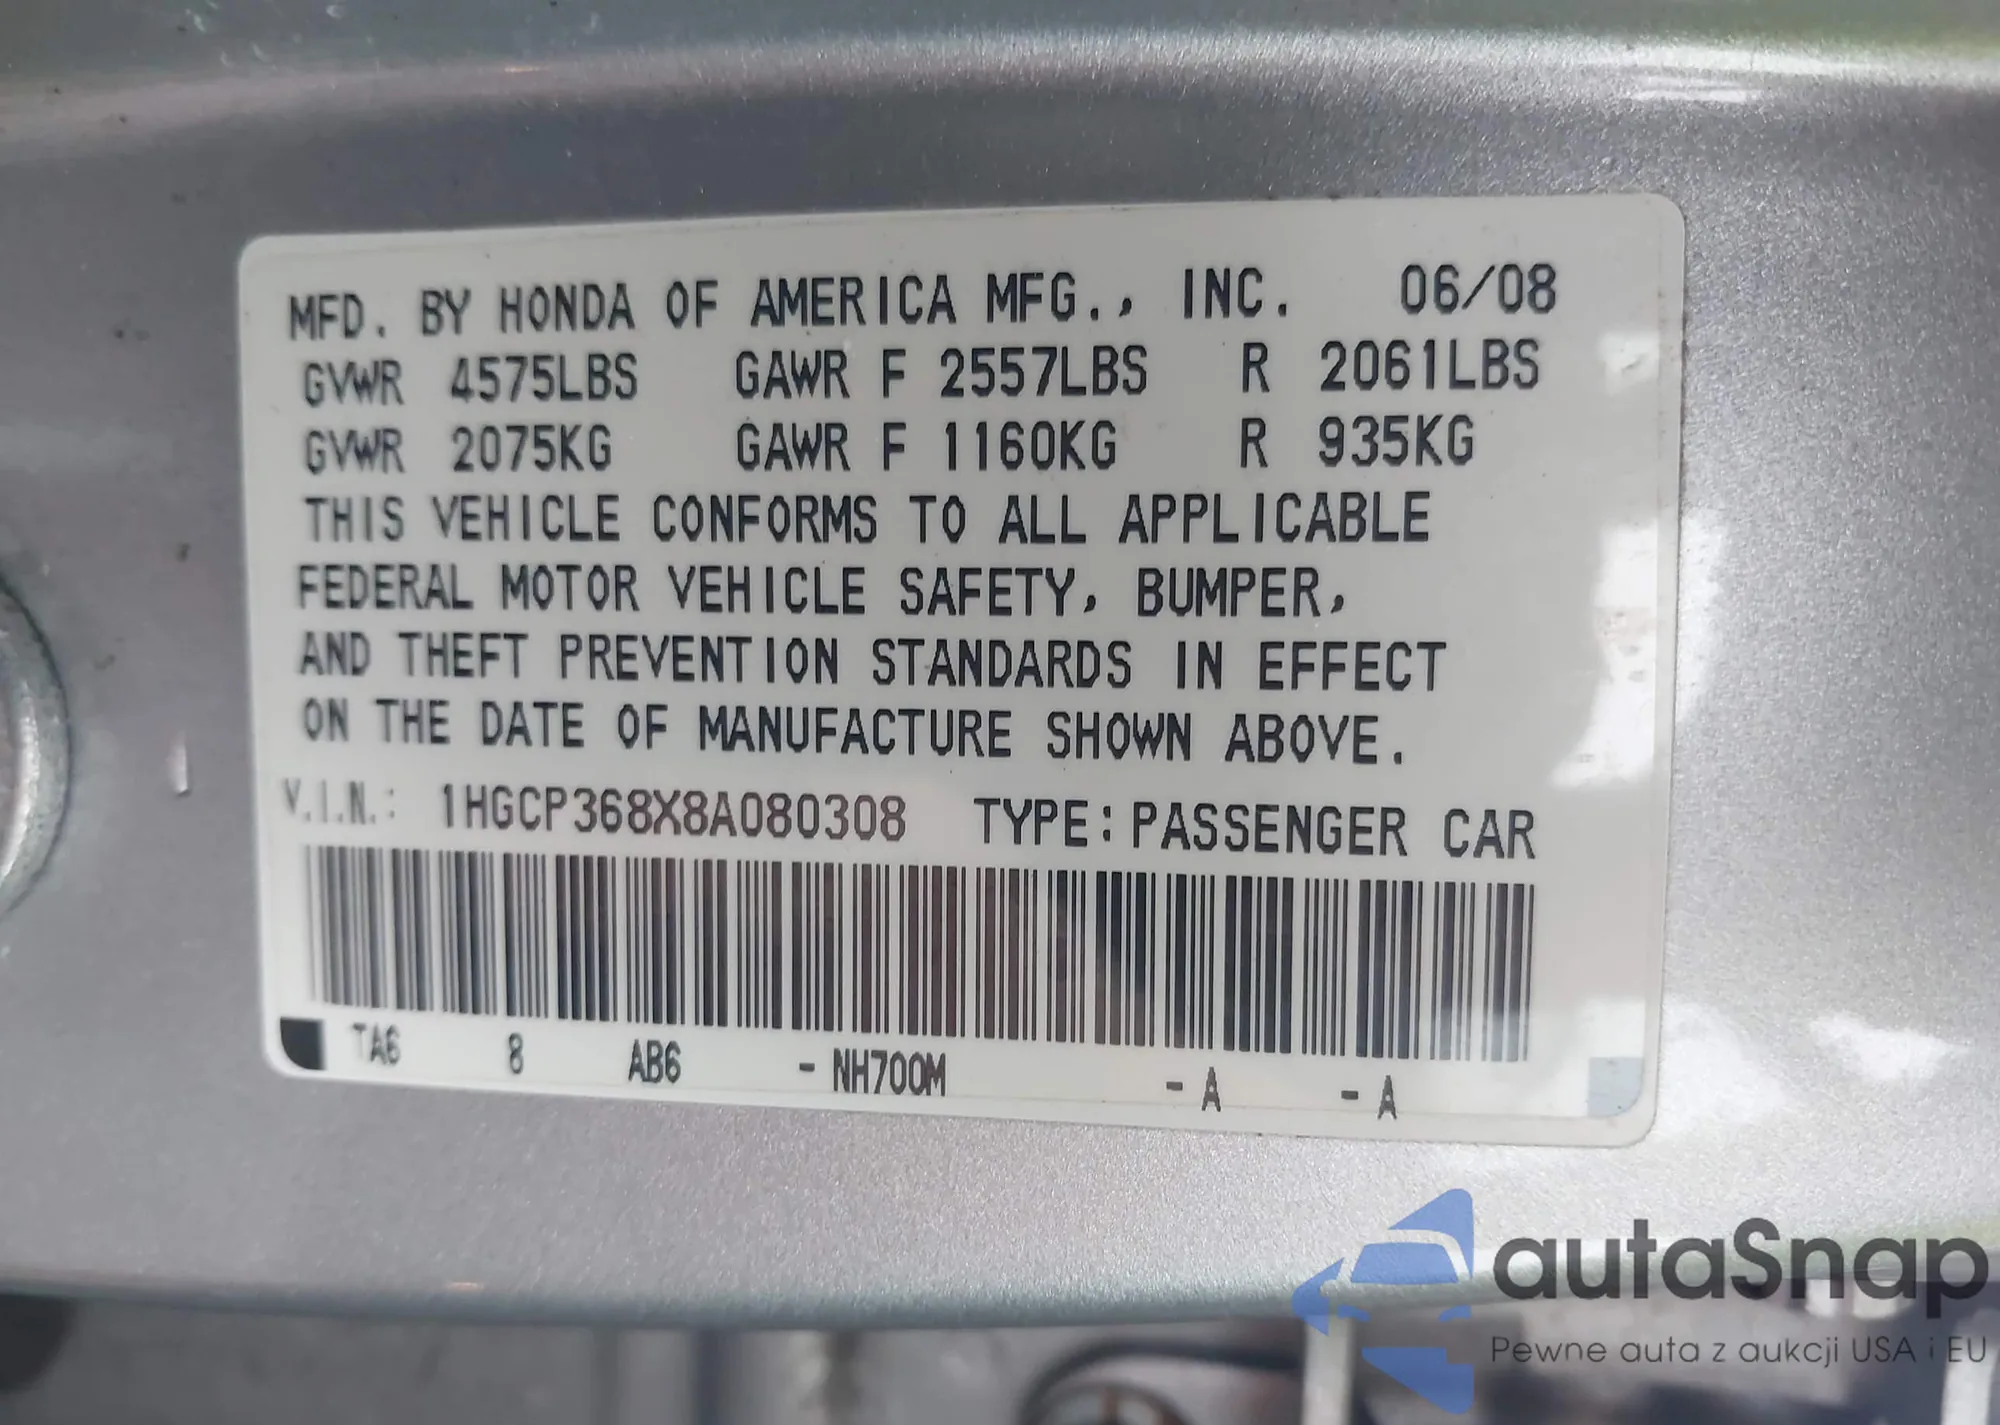 MFD. BY HONDA OF AMERICA MFG., INC. 06/08
GVWR 4575LBS GAWR F 2557LBS R 2061LBS
GVWR 2075KG GAWR F 1160KG R 935KG
THIS VEHICLE CONFORMS TO ALL APPLICABLE
FEDERAL MOTOR VEHICLE SAFETY, BUMPER,
AND THEFT PREVENTION STANDARDS IN EFFECT
ON THE DATE OF MANUFACTURE SHOWN ABOVE.
V.I.N.: 1HGCP368X8A080308 TYPE: PASSENGER CAR
TA6 8 AB6 - NH700M - A - A
autaSnap
Pewne auta z aukcji USA i EU